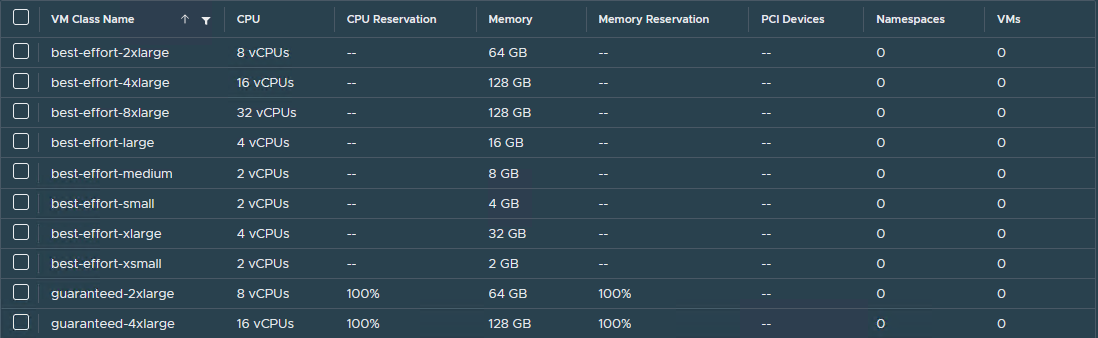 VM Class Name CPU CPU Reservation Memory Memory Reservation PCI Devices Namespaces VMs
best-effort-2xlarge 8 vCPUs -- 64 GB -- -- 0 0
best-effort-4xlarge 16 vCPUs -- 128 GB -- -- 0 0
best-effort-8xlarge 32 vCPUs -- 128 GB -- -- 0 0
best-effort-large 4 vCPUs -- 16 GB -- -- 0 0
best-effort-medium 2 vCPUs -- 8 GB -- -- 0 0
best-effort-small 2 vCPUs -- 4 GB -- -- 0 0
best-effort-xlarge 4 vCPUs -- 32 GB -- -- 0 0
best-effort-xsmall 2 vCPUs -- 2 GB -- -- 0 0
guaranteed-2xlarge 8 vCPUs 100% 64 GB 100% -- 0 0
guaranteed-4xlarge 16 vCPUs 100% 128 GB 100% -- 0 0